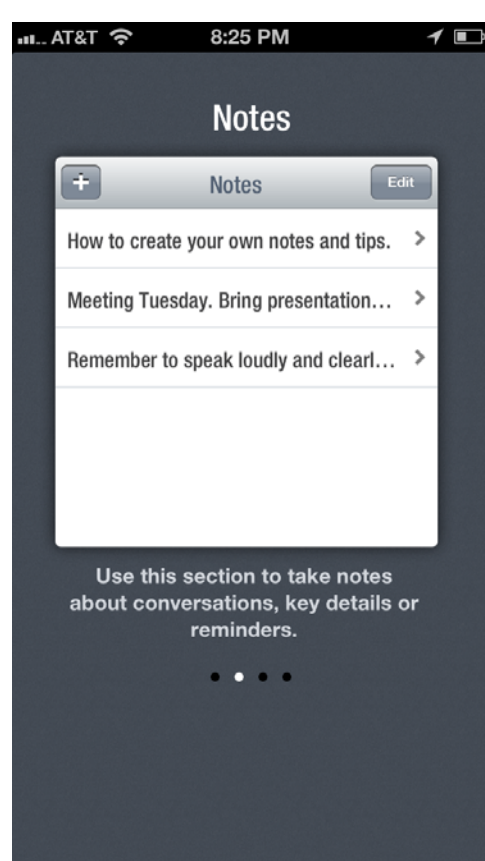 AT&T 8:25 PM
Notes
+ Notes Edit
How to create your own notes and tips.
Meeting Tuesday. Bring presentation...
Remember to speak loudly and clearl...
Use this section to take notes
about conversations, key details or
reminders.